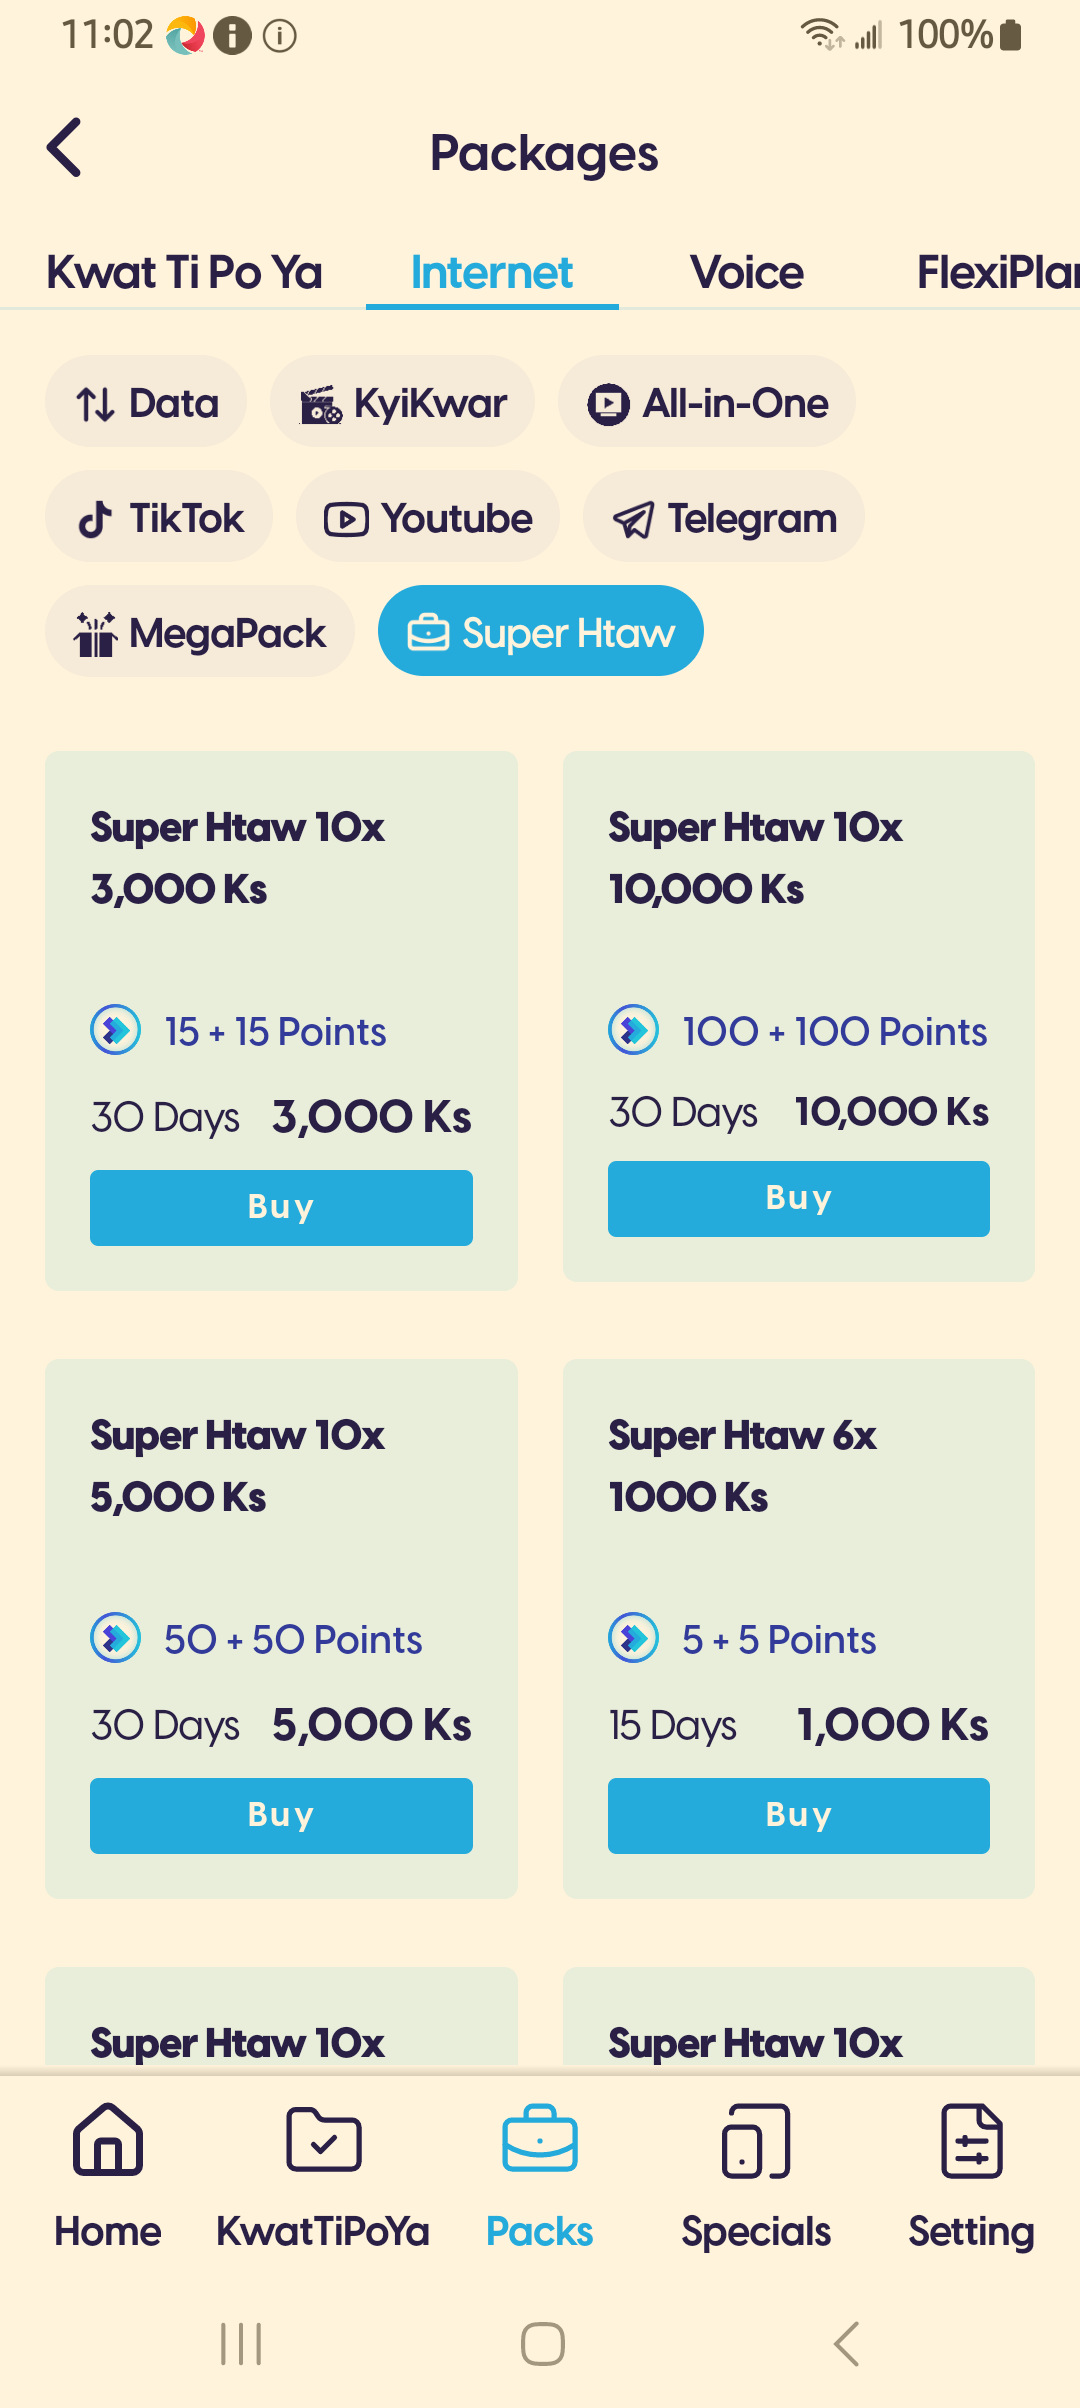 11:02
100%
Packages
Kwat Ti Po Ya
Internet
Voice
FlexiPlan
Data
KyiKwar
All-in-One
TikTok
Youtube
Telegram
MegaPack
Super Htaw
Super Htaw 10x
3,000 Ks
15 + 15 Points
30 Days 3,000 Ks
Buy
Super Htaw 10x
10,000 Ks
100 + 100 Points
30 Days 10,000 Ks
Buy
Super Htaw 10x
5,000 Ks
50 + 50 Points
30 Days 5,000 Ks
Buy
Super Htaw 6x
1000 Ks
5 + 5 Points
15 Days 1,000 Ks
Buy
Super Htaw 10x
Super Htaw 10x
Home
KwatTiPoYa
Packs
Specials
Setting